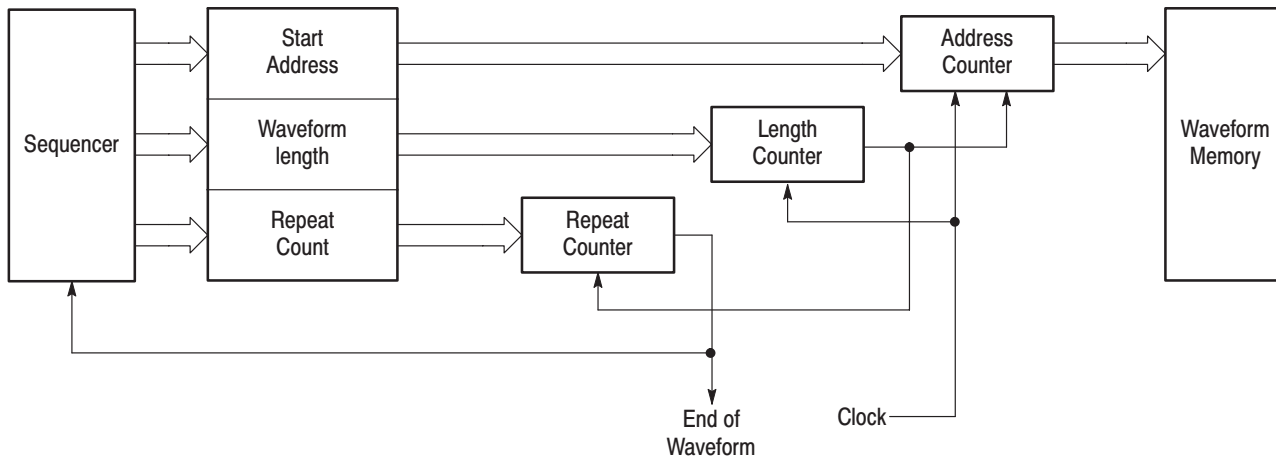 Sequencer
Start
Address
Waveform
length
Repeat
Count
Repeat
Counter
Length
Counter
Address
Counter
Waveform
Memory
End of
Waveform
Clock